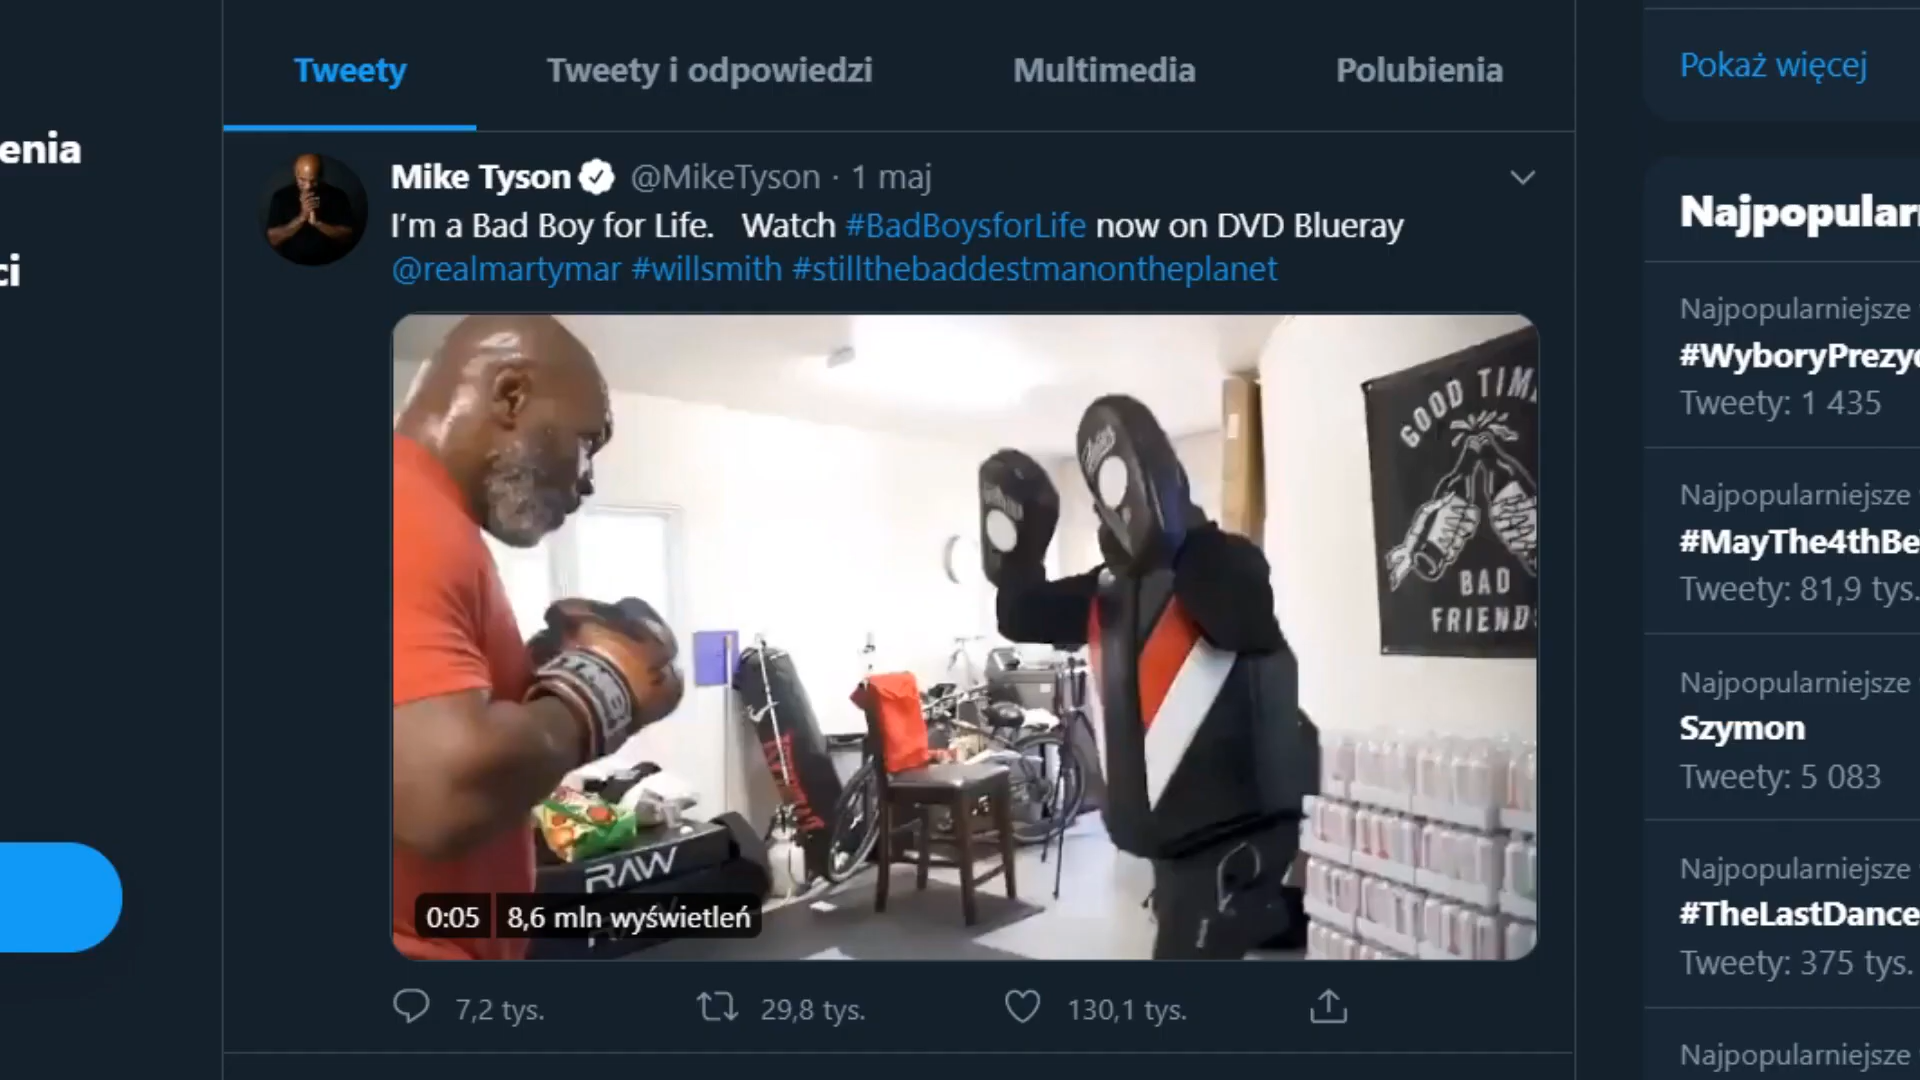 Tweety
Tweety i odpowiedzi
Multimedia
Polubienia
Pokaż więcej
enia
ci
Mike Tyson @MikeTyson · 1 maj
I'm a Bad Boy for Life. Watch #BadBoysforLife now on DVD Blueray
@realmartymar #willsmith #stillthebaddestmanontheplanet
GOOD TIM
BAD
FRIENDS
RAW
0:05
8,6 mln wyświetleń
7,2 tys.
29,8 tys.
130,1 tys.
Najpopularn
Najpopularniejsze
#WyboryPrezyd
Tweety: 1 435
Najpopularniejsze
#MayThe4thBe
Tweety: 81,9 tys.
Najpopularniejsze
Szymon
Tweety: 5 083
Najpopularniejsze
#TheLastDance
Tweety: 375 tys.
Najpopularniejsze